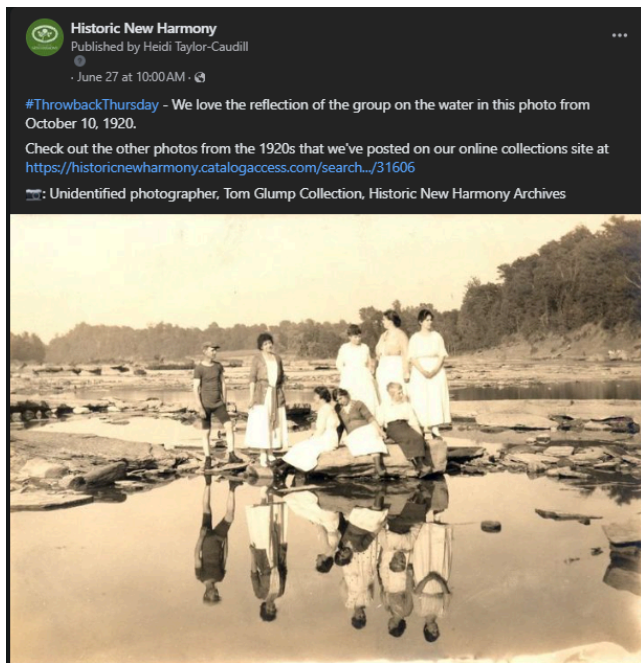 Historic New Harmony
Published by Heidi Taylor-Caudill
· June 27 at 10:00 AM ·
#ThrowbackThursday - We love the reflection of the group on the water in this photo from
October 10, 1920.
Check out the other photos from the 1920s that we've posted on our online collections site at
https://historicnewharmony.catalogaccess.com/search.../31606
: Unidentified photographer, Tom Glump Collection, Historic New Harmony Archives